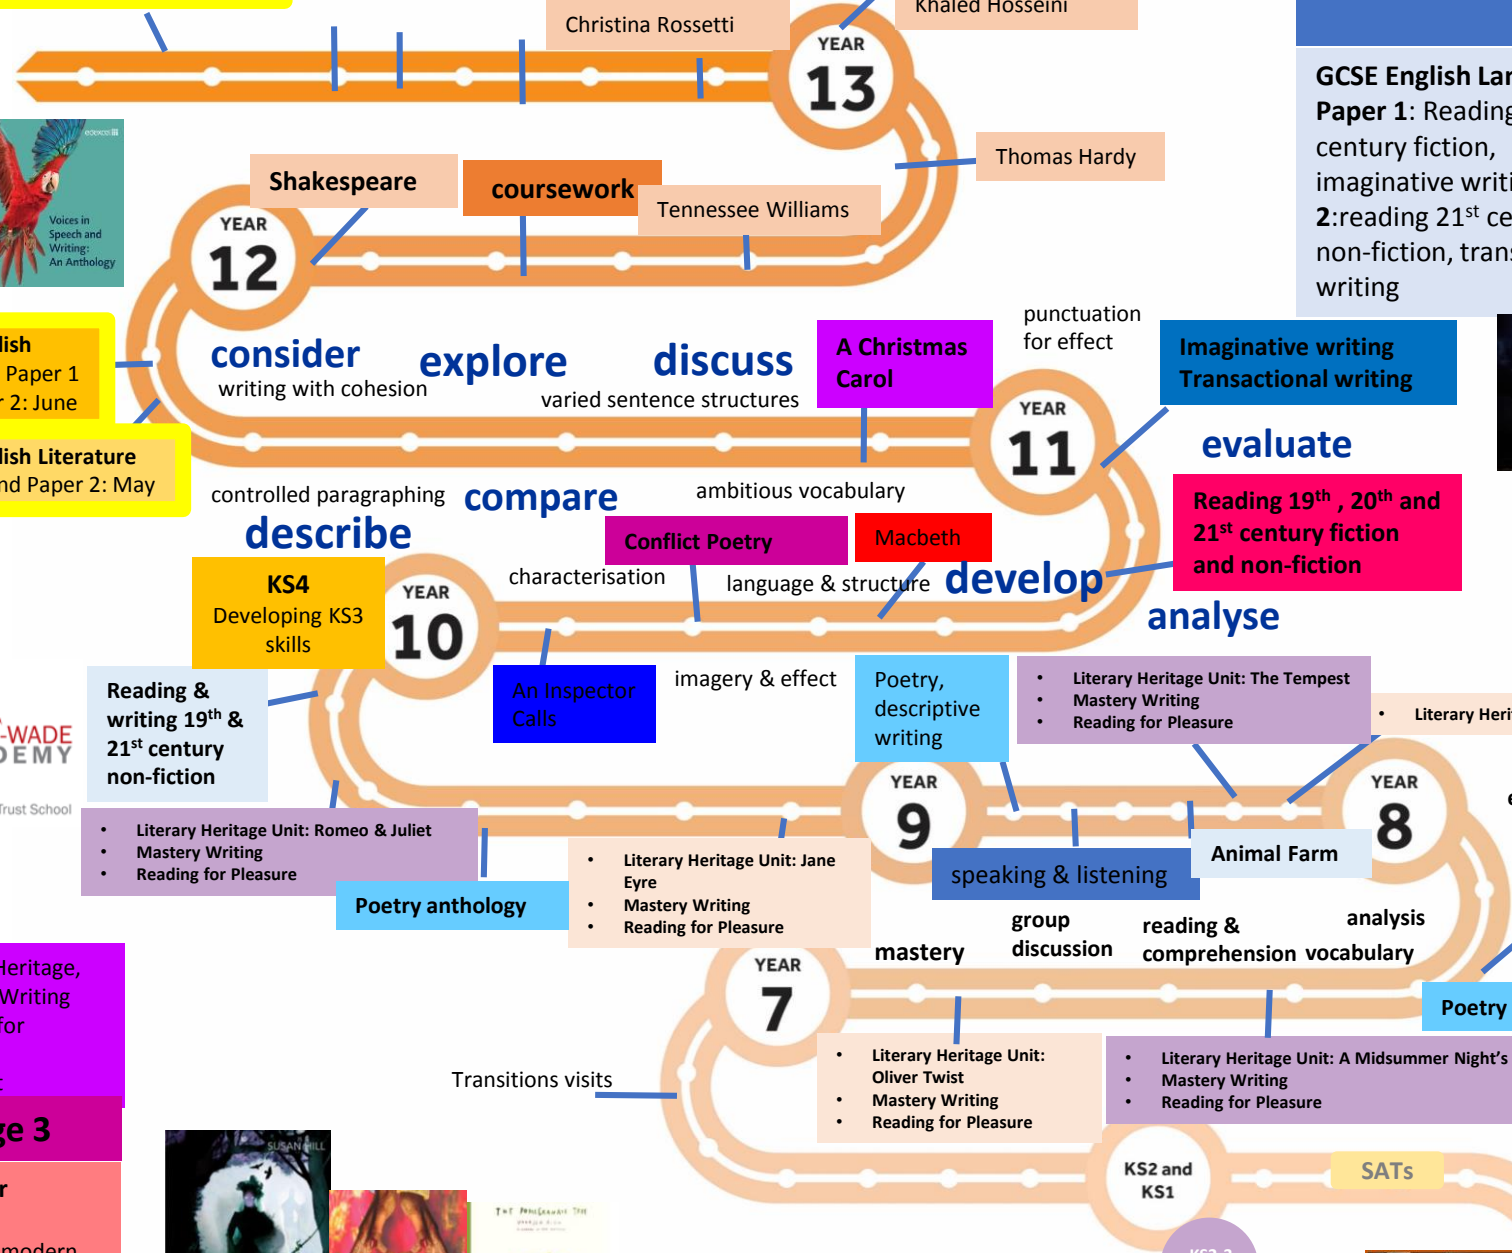 Christina Rossetti
Khaled Hosseini
YEAR
13
GCSE English
Paper 1: Reading
century fiction,
imaginative
2:reading 21st
non-fiction,
writing
edexcel
Voices in
Speech and
Writing:
An Anthology
Thomas Hardy
Shakespeare
coursework
Tennessee Williams
YEAR
12
Paper 1
2: June
Literature
Paper 2: May
consider
explore
discuss
writing with cohesion
varied sentence structures
A Christmas
Carol
punctuation
for effect
Imaginative writing
Transactional writing
YEAR
11
evaluate
controlled paragraphing
compare
ambitious vocabulary
describe
Reading 19th , 20th and
21st century fiction
and non-fiction
Conflict Poetry
Macbeth
characterisation
language & structure
develop
analyse
KS4
Developing KS3
skills
YEAR
10
Reading &
writing 19th &
21st century
non-fiction
An Inspector
Calls
imagery & effect
Poetry,
descriptive
writing
• Literary Heritage Unit: The Tempest
• Mastery Writing
• Reading for Pleasure
• Literary
-WADE
Trust School
YEAR
9
YEAR
8
• Literary Heritage Unit: Romeo & Juliet
• Mastery Writing
• Reading for Pleasure
Poetry anthology
• Literary Heritage Unit: Jane
Eyre
• Mastery Writing
• Reading for Pleasure
speaking & listening
Animal Farm
mastery
group
discussion
reading &
comprehension
analysis
vocabulary
Heritage,
Writing
for
YEAR
7
Poetry
• Literary Heritage Unit:
Oliver Twist
• Mastery Writing
• Reading for Pleasure
• Literary Heritage Unit: A Midsummer Night's
• Mastery Writing
• Reading for Pleasure
Transitions visits
3
SUSAN HILL
KS2 and
KS1
SATs
THE POMEGRANATE TREE
modern